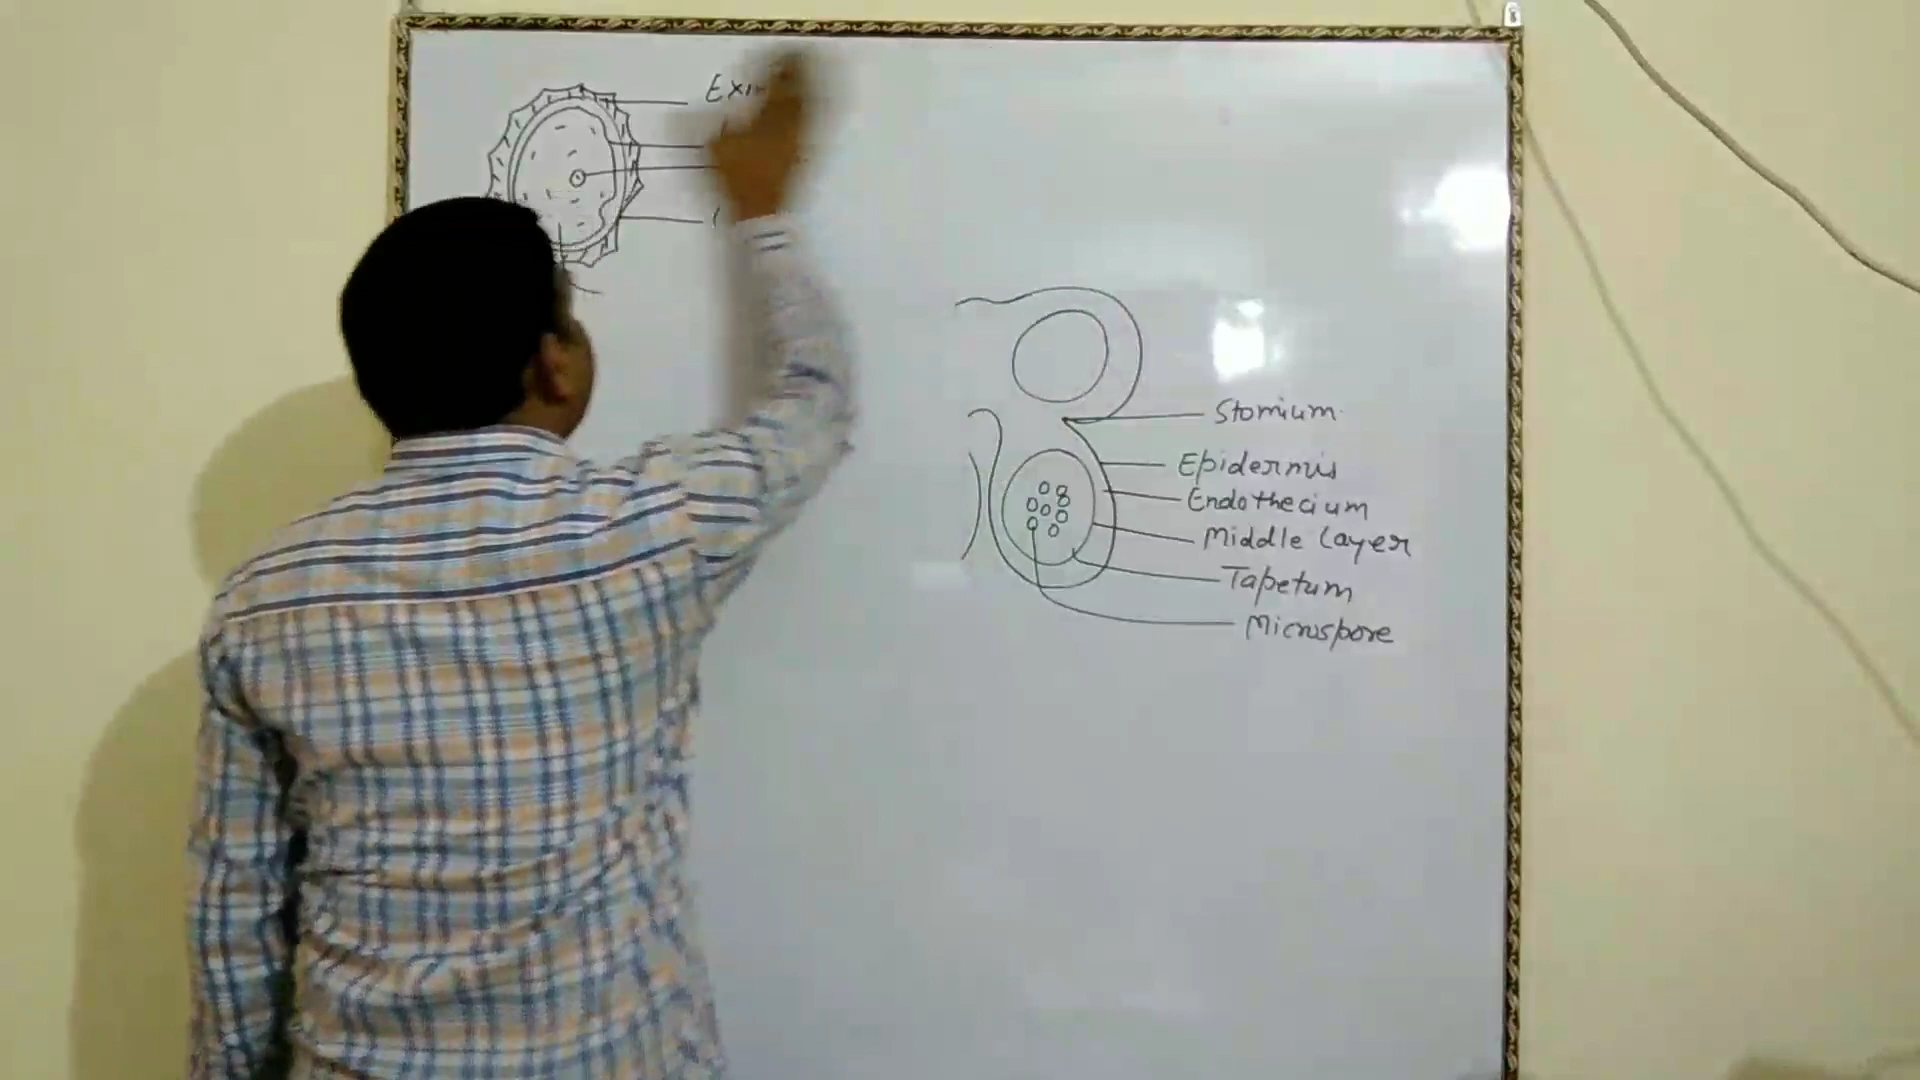 Stomium
Epidermis
Endothecium
Middle layer
Tapetum
Microspore